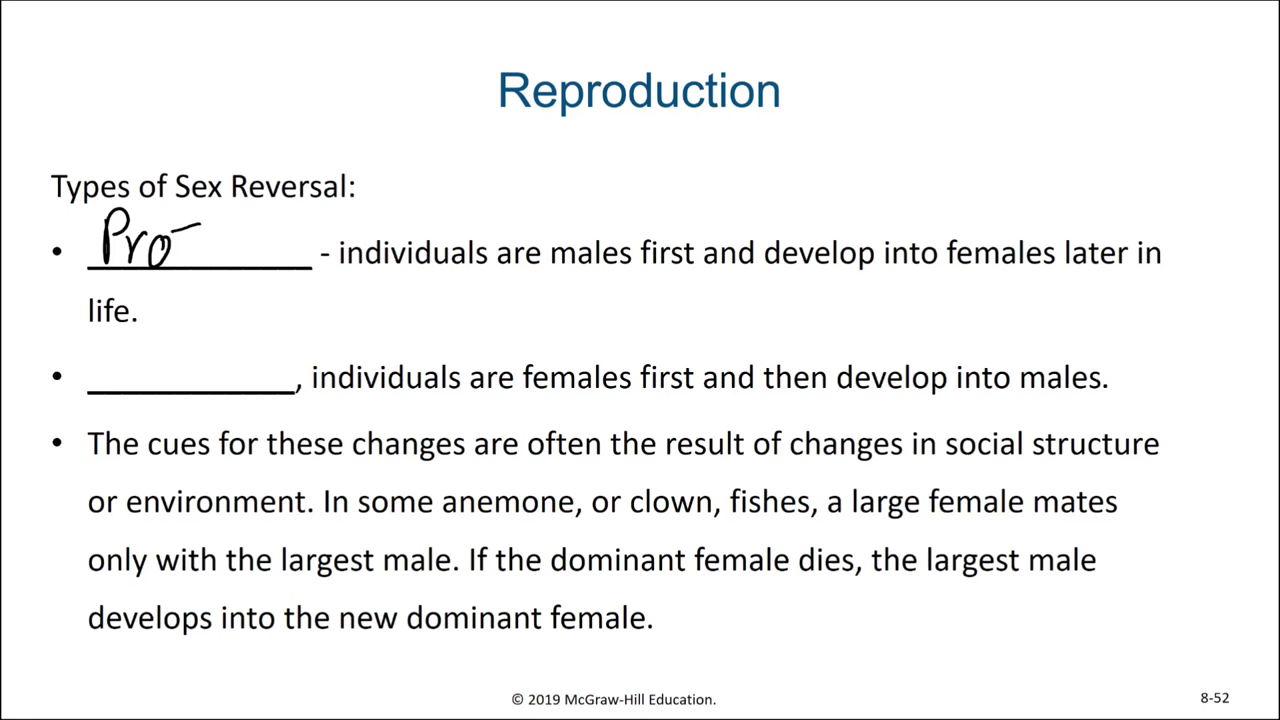 Reproduction
Types of Sex Reversal:
• Pro - individuals are males first and develop into females later in
life.
• __________, individuals are females first and then develop into males.
• The cues for these changes are often the result of changes in social structure
or environment. In some anemone, or clown, fishes, a large female mates
only with the largest male. If the dominant female dies, the largest male
develops into the new dominant female.
© 2019 McGraw-Hill Education.
8-52